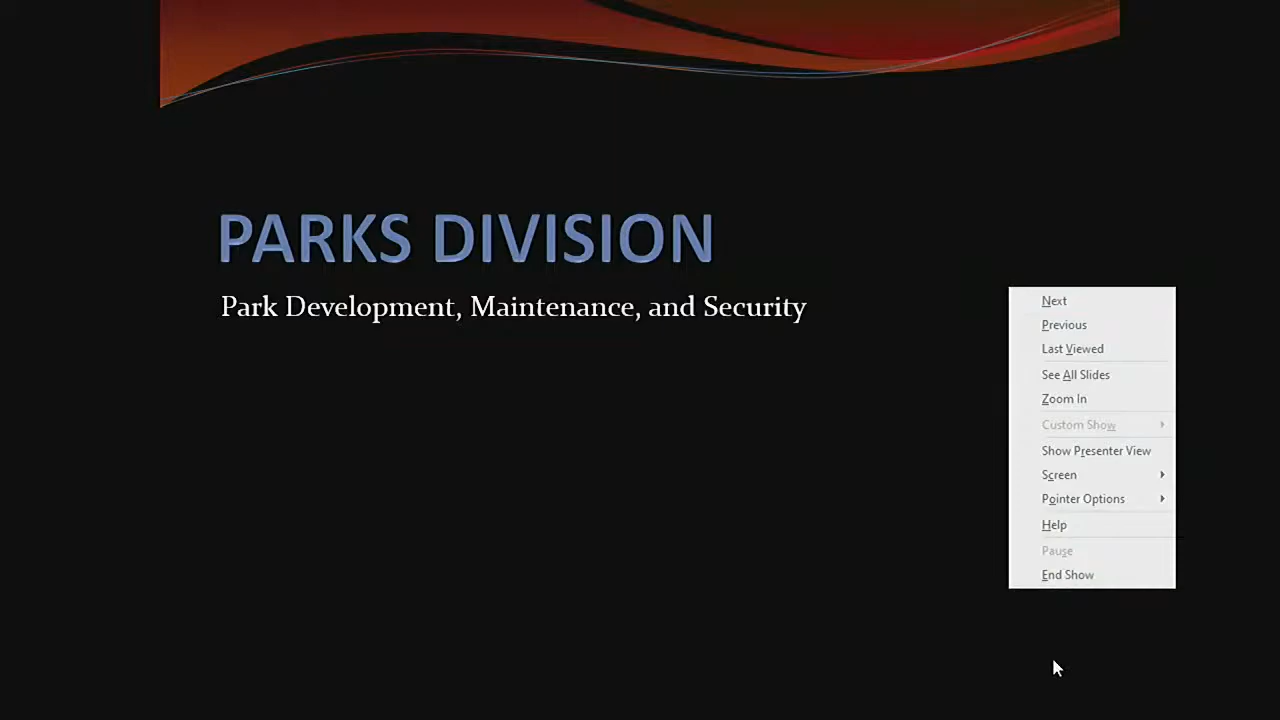 PARKS DIVISION
Park Development, Maintenance, and Security
Next
Previous
Last Viewed
See All Slides
Zoom In
Custom Show
Show Presenter View
Screen
Pointer Options
Help
Pause
End Show